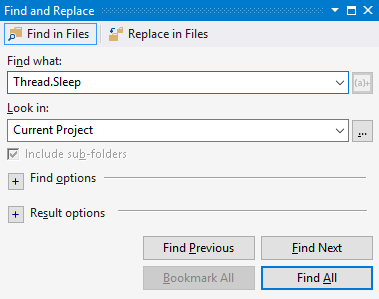 Find and Replace
Find in Files Replace in Files
Find what:
Thread.Sleep
(a)+
Look in:
Current Project
...
Include sub-folders
Find options
Result options
Find Previous Find Next
Bookmark All Find All